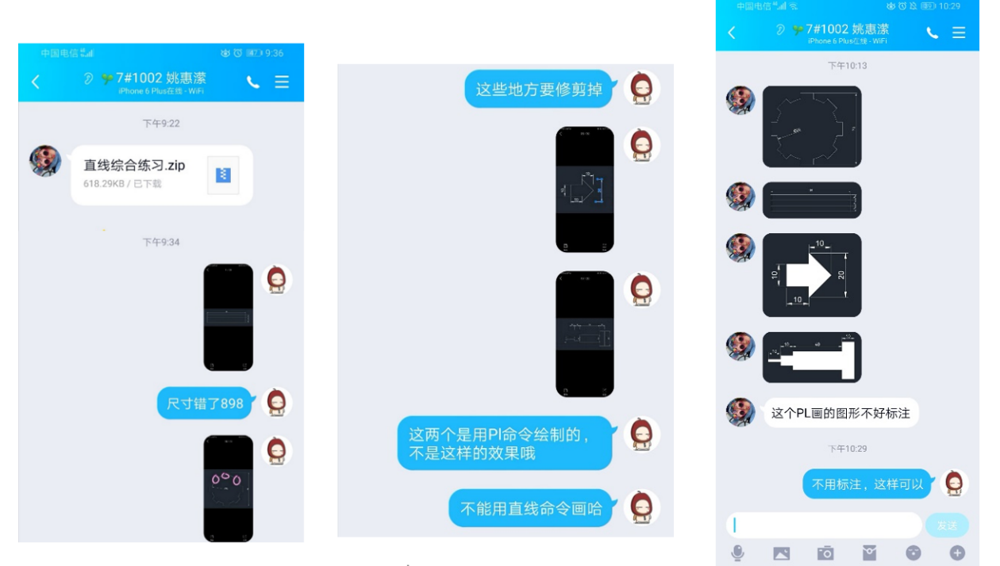 中国电信
9:36
7#1002 姚惠潆
iPhone 6 Plus在线 - WiFi
下午9:22
直线综合练习.zip
618.29KB / 已下载
下午9:34
尺寸错了898
这些地方要修剪掉
10
10
20
这两个是用Pl命令绘制的，
不是这样的效果哦
不能用直线命令画哈
中国电信
10:29
7#1002 姚惠潆
iPhone 6 Plus在线 - WiFi
下午10:13
10
10
20
10
10
这个PL画的图形不好标注
下午10:29
不用标注，这样可以
发送